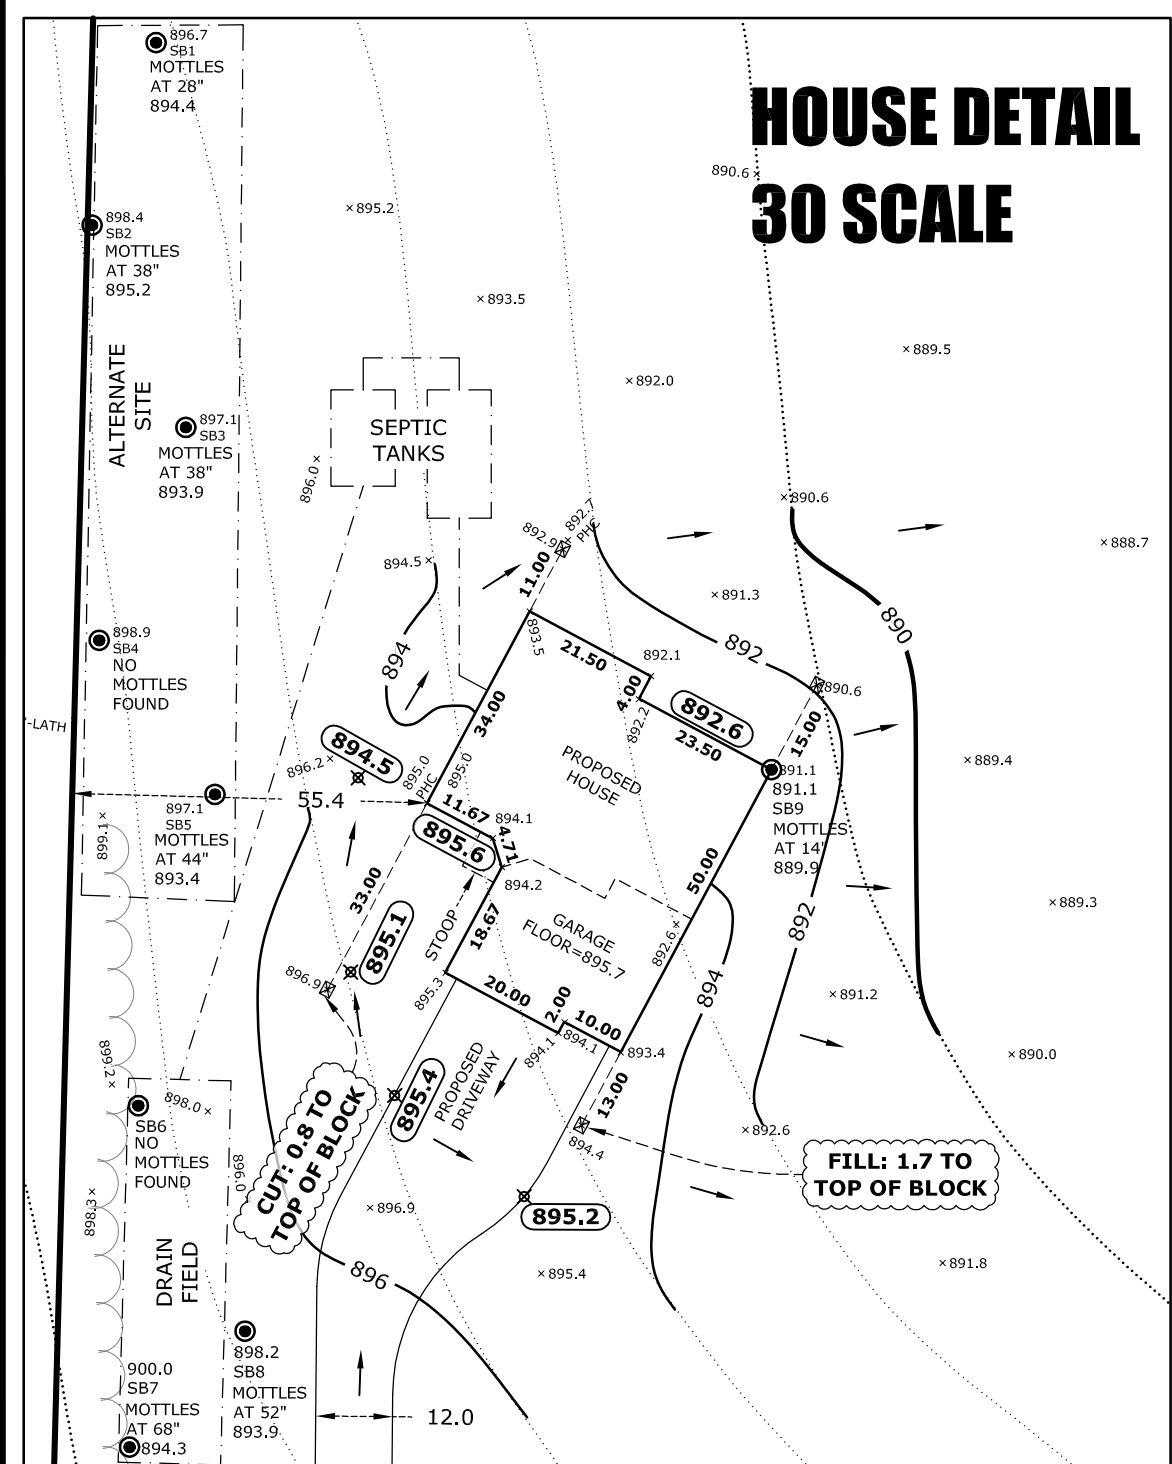 HOUSE DETAIL
30 SCALE
896.7
SB1
MOTTLES
AT 28"
894.4
898.4
SB2
MOTTLES
AT 38"
895.2
×895.2
890.6×
×893.5
×889.5
×892.0
ALTERNATE
SITE
897.1
SB3
MOTTLES
AT 38"
893.9
SEPTIC
TANKS
896.0×
×890.6
892.9
892.7
PHC
×888.7
894.5×
11.00
×891.3
890
898.9
SB4
NO
MOTTLES
FOUND
894
893.5
21.50
892.1
892
-LATH
34.00
4.00
892.2
892.6
23.50
890.6
15.00
894.5
896.2×
895.0
PHC
895.0
PROPOSED
HOUSE
891.1
891.1
SB9
MOTTLES
AT 14"
889.9
×889.4
55.4
897.1
SB5
MOTTLES
AT 44"
893.4
899.1×
11.67
894.1
895.6
4.71
33.00
894.2
50.00
895.1
STOOP
18.67
GARAGE
FLOOR=895.7
892.6+
892
×889.3
896.9
895.3
20.00
2.00
10.00
894
×891.2
894.1
894.1
893.4
×890.0
899.2×
898.0×
SB6
NO
MOTTLES
FOUND
896.0
898.3×
CUT: 0.8 TO
TOP OF BLOCK
895.4
PROPOSED
DRIVEWAY
13.00
894.4
×892.6
FILL: 1.7 TO
TOP OF BLOCK
×896.9
895.2
DRAIN
FIELD
896
×895.4
×891.8
898.2
SB8
MOTTLES
AT 52"
893.9
900.0
SB7
MOTTLES
AT 68"
894.3
12.0